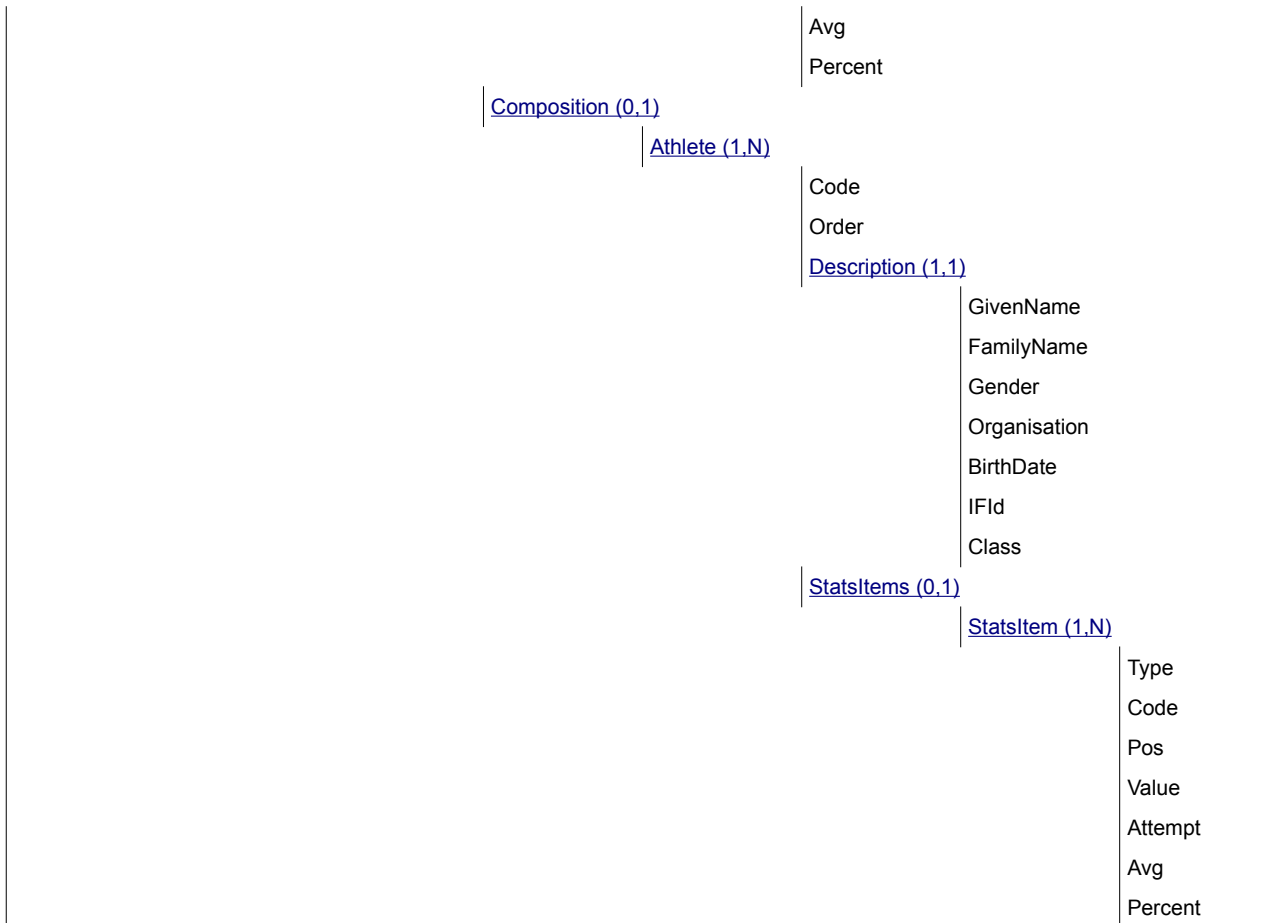 Avg
Percent
Composition (0,1)
Athlete (1,N)
Code
Order
Description (1,1)
GivenName
FamilyName
Gender
Organisation
BirthDate
IFId
Class
StatsItems (0,1)
StatsItem (1,N)
Type
Code
Pos
Value
Attempt
Avg
Percent